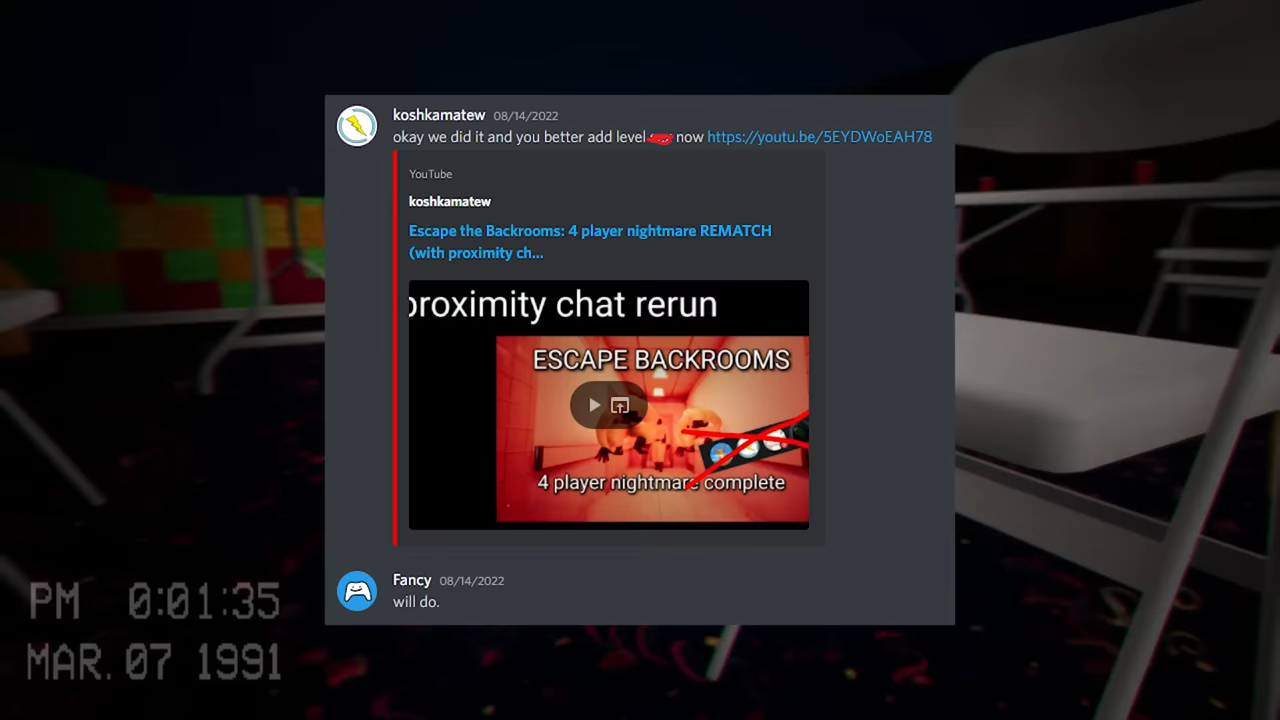 koshkamatew 08/14/2022
okay we did it and you better add level now https://youtu.be/5EYDWoEAH78
YouTube
koshkamatew
Escape the Backrooms: 4 player nightmare REMATCH
(with proximity ch...
proximity chat rerun
ESCAPE BACKROOMS
4 player nightmare complete
Fancy 08/14/2022
will do.
PM 0:01:35
MAR. 07 1991